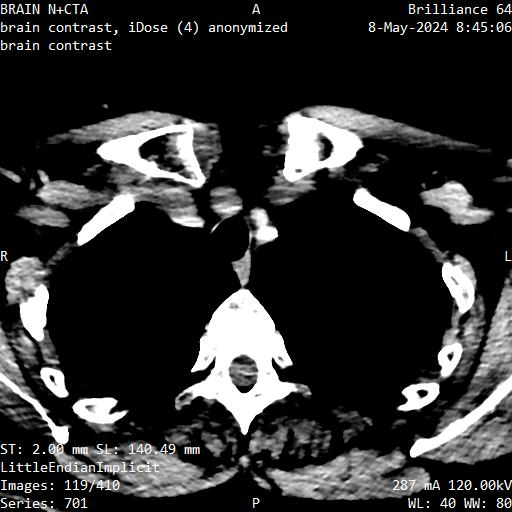 BRAIN N+CTA
A
Brilliance 64
brain contrast, iDose (4) anonymized
8-May-2024 8:45:06
brain contrast
R
L
ST: 2.00 mm SL: 140.49 mm
LittleEndianImplicit
Images: 119/410
287 mA 120.00kV
Series: 701
P
WL: 40 WW: 80